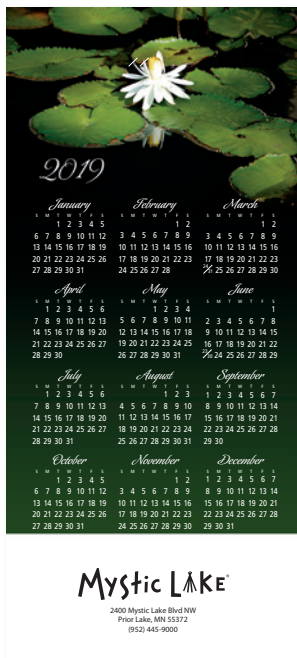 2019
January
S M T W T F S
1 2 3 4 5
6 7 8 9 10 11 12
13 14 15 16 17 18 19
20 21 22 23 24 25 26
27 28 29 30 31
February
S M T W T F S
1 2
3 4 5 6 7 8 9
10 11 12 13 14 15 16
17 18 19 20 21 22 23
24 25 26 27 28
March
S M T W T F S
1 2
3 4 5 6 7 8 9
10 11 12 13 14 15 16
17 18 19 20 21 22 23
24/31 25 26 27 28 29 30
April
S M T W T F S
1 2 3 4 5 6
7 8 9 10 11 12 13
14 15 16 17 18 19 20
21 22 23 24 25 26 27
28 29 30
May
S M T W T F S
1 2 3 4
5 6 7 8 9 10 11
12 13 14 15 16 17 18
19 20 21 22 23 24 25
26 27 28 29 30 31
June
S M T W T F S
1
2 3 4 5 6 7 8
9 10 11 12 13 14 15
16 17 18 19 20 21 22
23/30 24 25 26 27 28 29
July
S M T W T F S
1 2 3 4 5 6
7 8 9 10 11 12 13
14 15 16 17 18 19 20
21 22 23 24 25 26 27
28 29 30 31
August
S M T W T F S
1 2 3
4 5 6 7 8 9 10
11 12 13 14 15 16 17
18 19 20 21 22 23 24
25 26 27 28 29 30 31
September
S M T W T F S
1 2 3 4 5 6 7
8 9 10 11 12 13 14
15 16 17 18 19 20 21
22 23 24 25 26 27 28
29 30
October
S M T W T F S
1 2 3 4 5
6 7 8 9 10 11 12
13 14 15 16 17 18 19
20 21 22 23 24 25 26
27 28 29 30 31
November
S M T W T F S
1 2
3 4 5 6 7 8 9
10 11 12 13 14 15 16
17 18 19 20 21 22 23
24 25 26 27 28 29 30
December
S M T W T F S
1 2 3 4 5 6 7
8 9 10 11 12 13 14
15 16 17 18 19 20 21
22 23 24 25 26 27 28
29 30 31
Mystic Lake®
2400 Mystic Lake Blvd NW
Prior Lake, MN 55372
(952) 445-9000